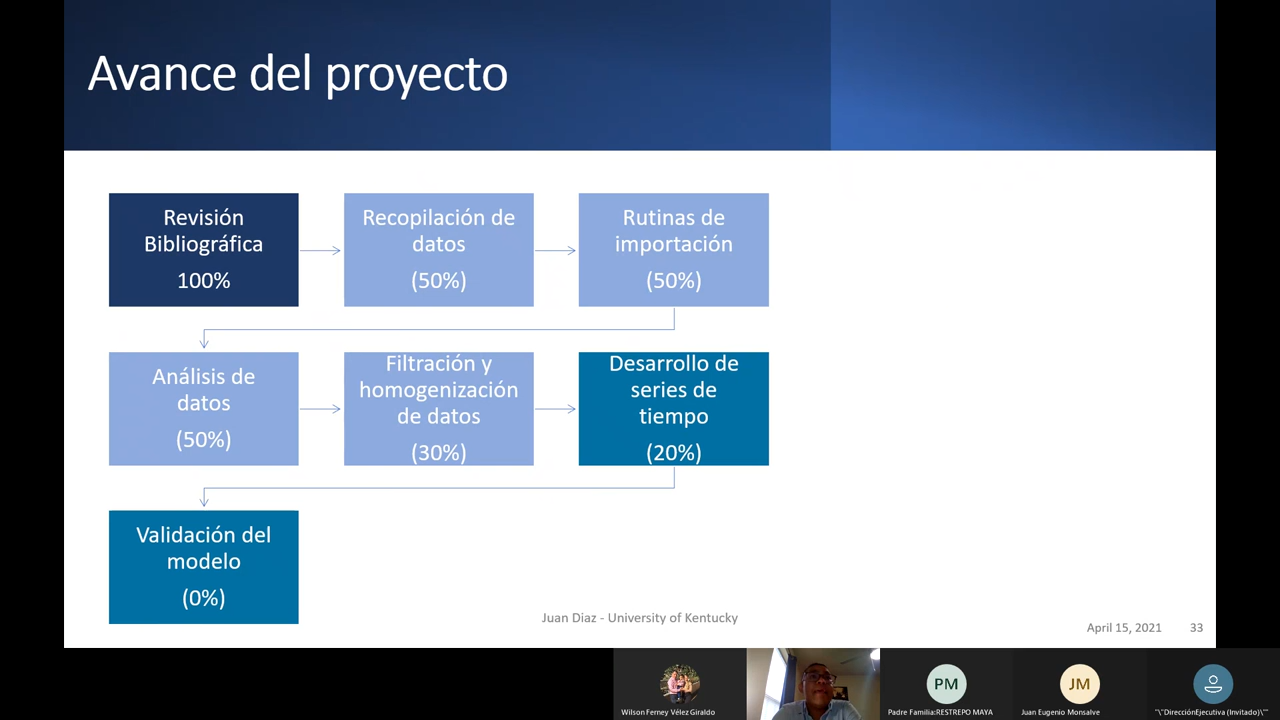 Avance del proyecto
Revisión
Bibliográfica
100%
Recopilación de
datos
(50%)
Rutinas de
importación
(50%)
Análisis de
datos
(50%)
Filtración y
homogenización
de datos
(30%)
Desarrollo de
series de
tiempo
(20%)
Validación del
modelo
(0%)
Juan Diaz - University of Kentucky
April 15, 2021
33
Wilson Ferney Vélez Giraldo
PM
Padre Familia:RESTREPO MAYA
JM
Juan Eugenio Monsalve
"\"DirecciónEjecutiva (Invitado)\""